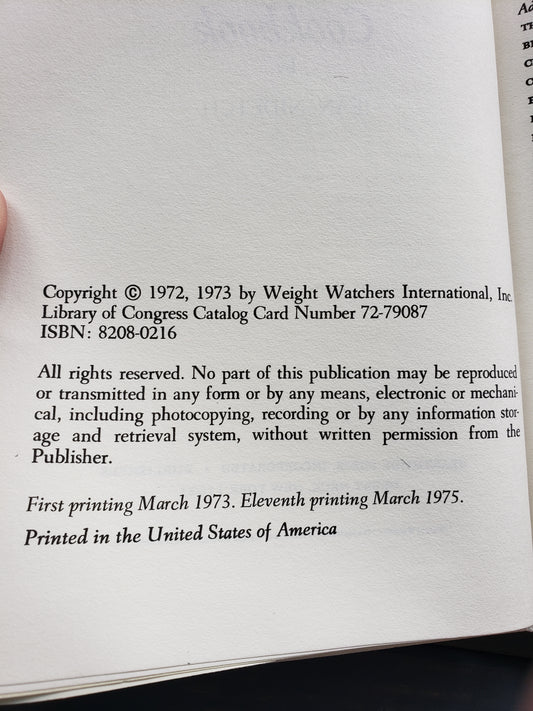 Copyright © 1972, 1973 by Weight Watchers International, Inc.
Library of Congress Catalog Card Number 72-79087
ISBN: 8208-0216
All rights reserved. No part of this publication may be reproduced
or transmitted in any form or by any means, electronic or mechani-
cal, including photocopying, recording or by any information stor-
age and retrieval system, without written permission from the
Publisher.
First printing March 1973. Eleventh printing March 1975.
Printed in the United States of America